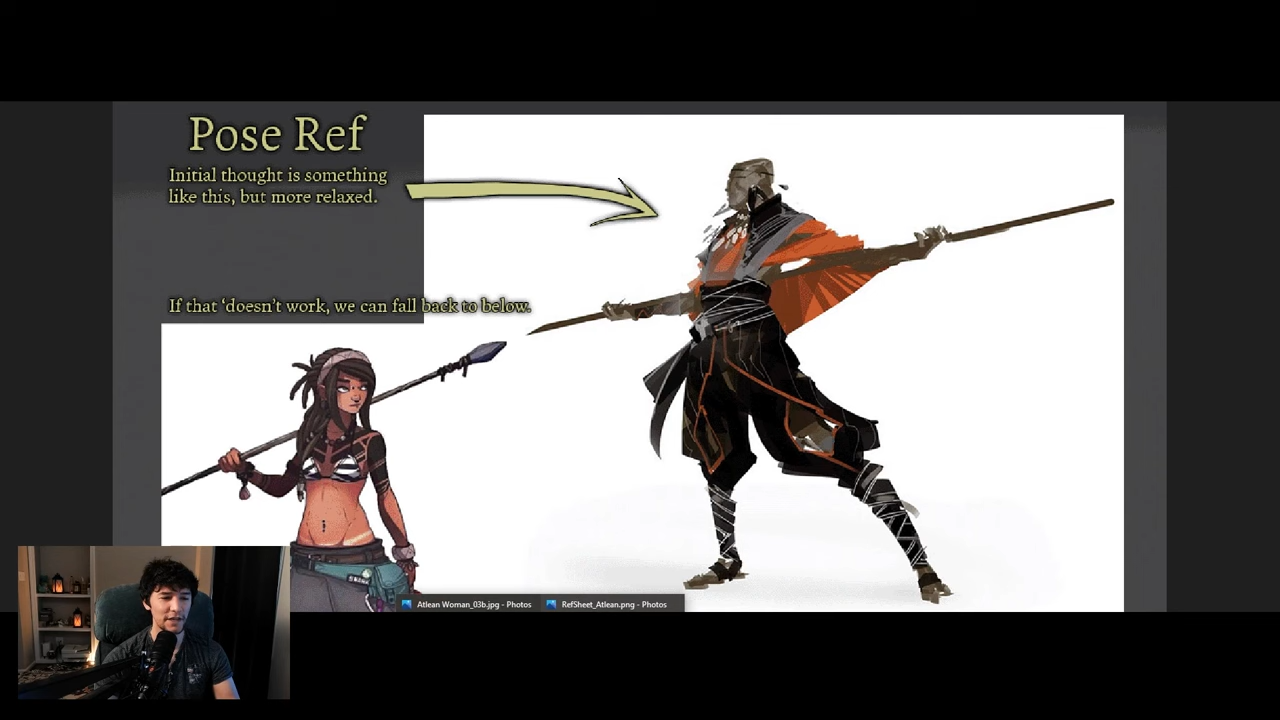 Pose Ref
Initial thought is something
like this, but more relaxed.
If that ‘doesn’t work, we can fall back to below.
Atlean Woman_03b.jpg - Photos
RefSheet_Atlean.png - Photos